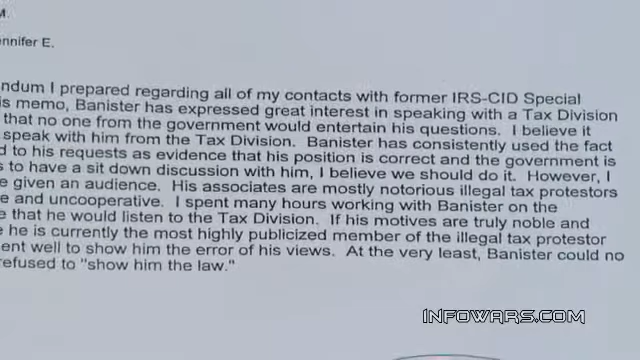 M.
ennifer E.
ndum I prepared regarding all of my contacts with former IRS-CID Special
is memo, Banister has expressed great interest in speaking with a Tax Division
that no one from the government would entertain his questions. I believe it
speak with him from the Tax Division. Banister has consistently used the fact
d to his requests as evidence that his position is correct and the government is
s to have a sit down discussion with him, I believe we should do it. However, I
e given an audience. His associates are mostly notorious illegal tax protestors
e and uncooperative. I spent many hours working with Banister on the
e that he would listen to the Tax Division. If his motives are truly noble and
e he is currently the most highly publicized member of the illegal tax protestor
ent well to show him the error of his views. At the very least, Banister could no
refused to "show him the law."
INFOWARS.COM